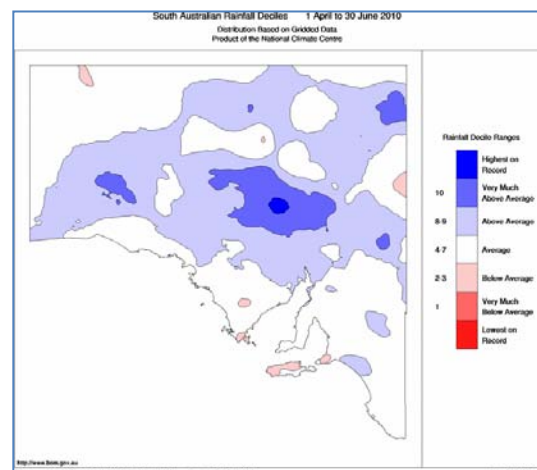 South Australian Rainfall Deciles 1 April to 30 June 2010
Distribution Based on Gridded Data
Product of the National Climate Centre
Rainfall Decile Ranges
Highest on
Record
10
Very Much
Above Average
8-9
Above Average
4-7
Average
2-3
Below Average
1
Very Much
Below Average
Lowest on
Record
http://www.bom.gov.au